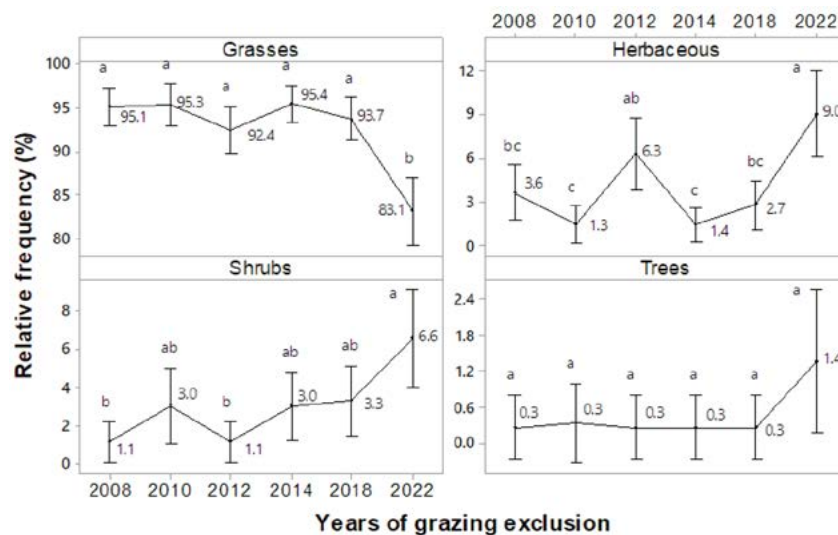 2008 2010 2012 2014 2018 2022
Grasses
Herbaceous
Relative frequency (%)
100
95
90
85
80
a a a a a b
95.1 95.3 92.4 95.4 93.7 83.1
12
9
6
3
0
bc c ab c bc a
3.6 1.3 6.3 1.4 2.7 9.0
Shrubs
Trees
8
6
4
2
0
b ab b ab ab a
1.1 3.0 1.1 3.0 3.3 6.6
2.4
1.8
1.2
0.6
0.0
a a a a a a
0.3 0.3 0.3 0.3 0.3 1.4
2008 2010 2012 2014 2018 2022
Years of grazing exclusion